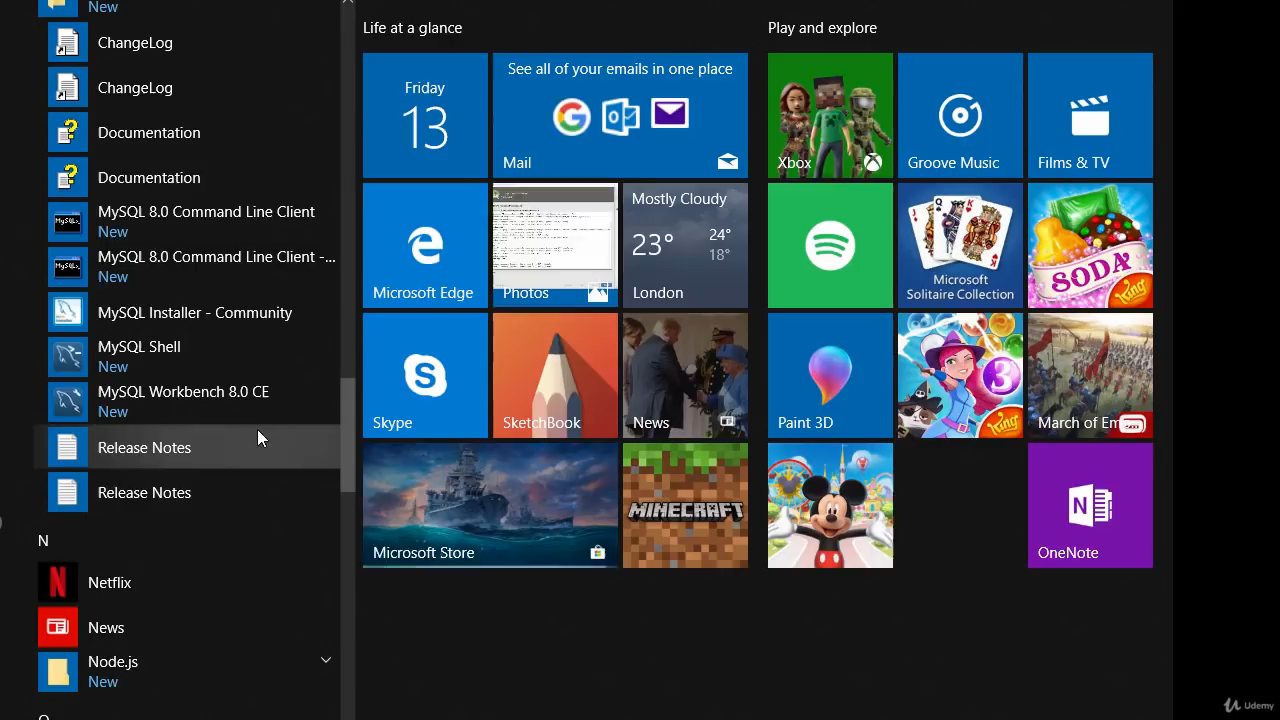 New
ChangeLog
ChangeLog
Documentation
Documentation
MySQL 8.0 Command Line Client
New
MySQL 8.0 Command Line Client -...
New
MySQL Installer - Community
MySQL Shell
New
MySQL Workbench 8.0 CE
New
Release Notes
Release Notes
N
Netflix
News
Node.js
New
Life at a glance
Friday
13
See all of your emails in one place
Mail
Microsoft Edge
Photos
Mostly Cloudy
23°
24°
18°
London
Skype
SketchBook
News
Microsoft Store
MINECRAFT
Play and explore
Xbox
Groove Music
Films & TV
Microsoft
Solitaire Collection
SODA
King
Paint 3D
3
King
March of Em
OneNote
Udemy